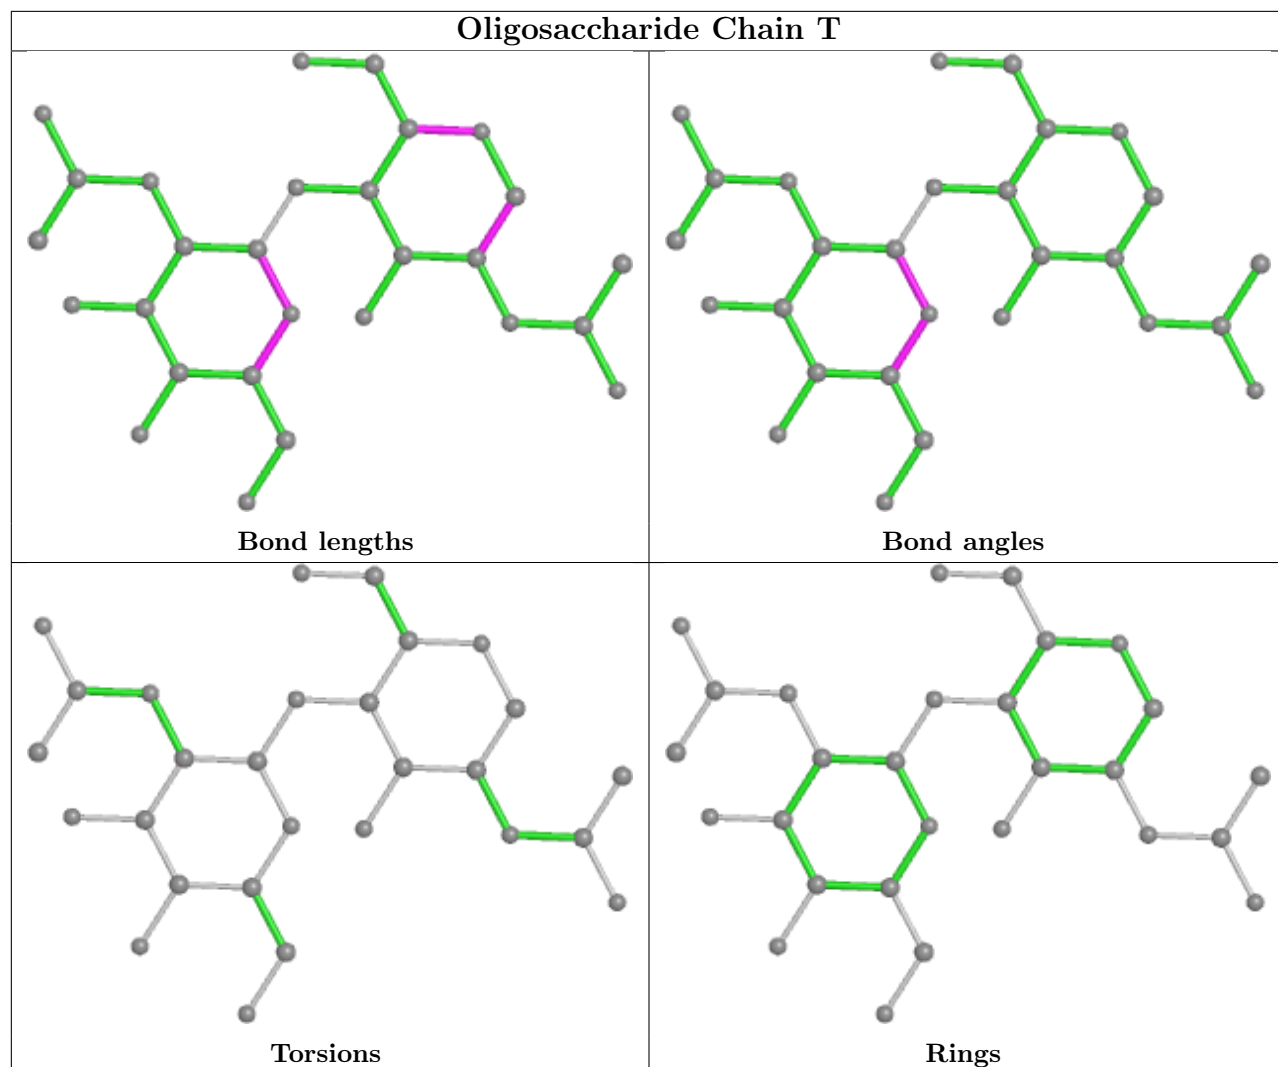 Oligosaccharide Chain T
Bond lengths
Bond angles
Torsions
Rings